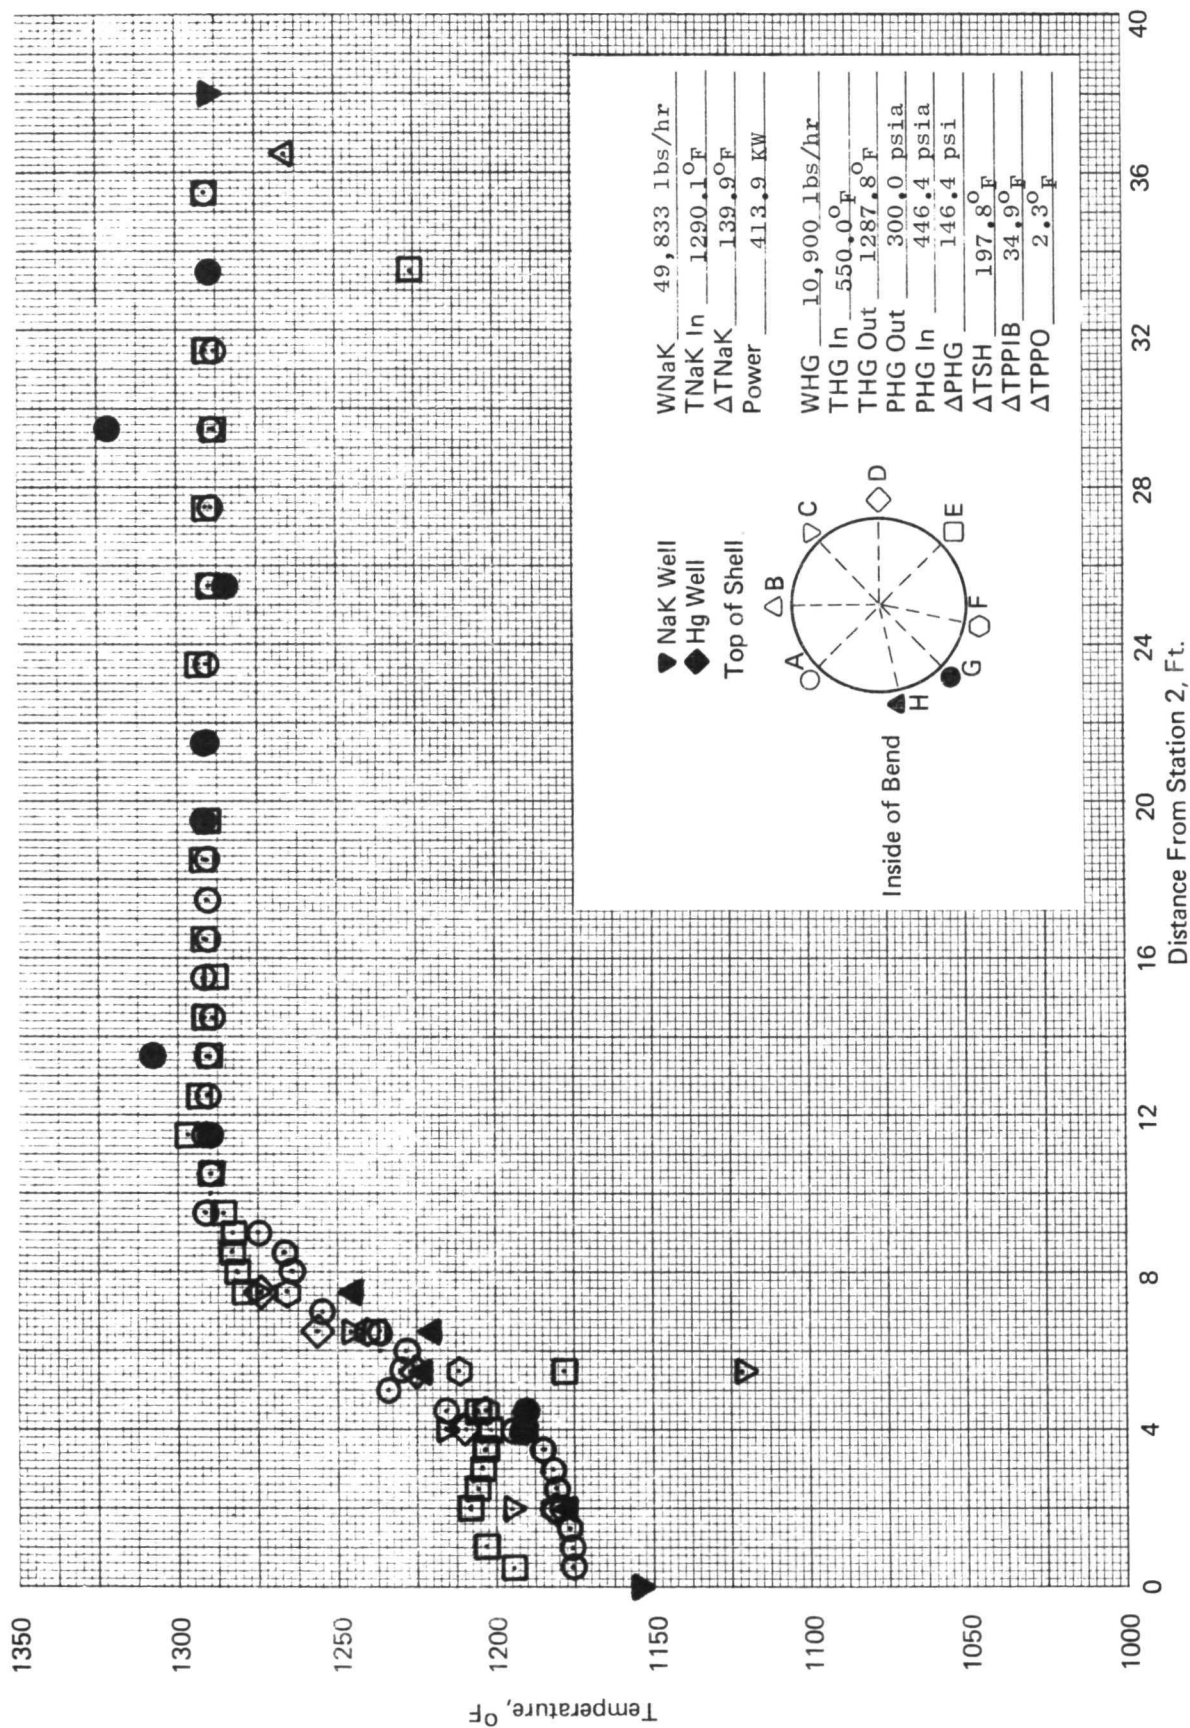 Temperature, °F
1350
1300
1250
1200
1150
1100
1050
1000
0
4
8
12
16
20
24
28
32
36
40
Distance From Station 2, Ft.
NaK Well
Hg Well
Top of Shell
A
B
C
D
E
F
G
H
Inside of Bend
WNaK 49,833 lbs/hr
TNaK In 1290.1°F
ΔTNaK 139.9°F
Power 413.9 KW
WHG 10,900 lbs/hr
THG In 550.0°F
THG Out 1287.8°F
PHG Out 300.0 psia
PHG In 446.4 psia
ΔPHG 146.4 psi
ΔTSH 197.8°F
ΔTPPIB 34.9°F
ΔTPPO 2.3°F